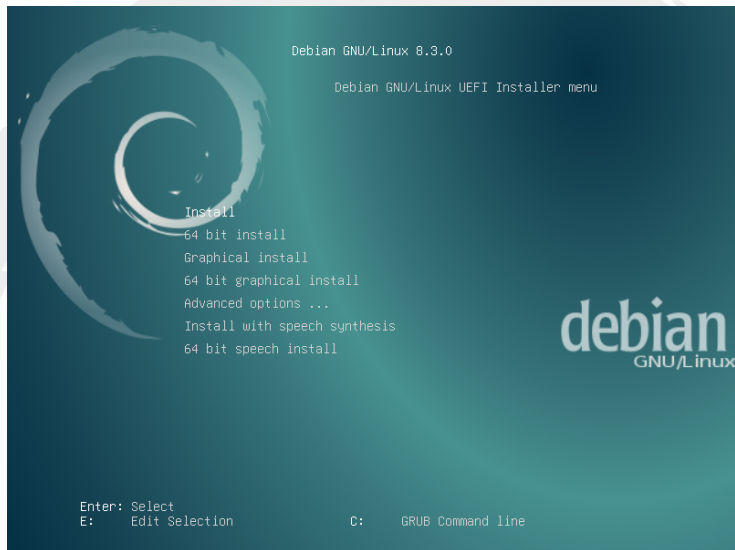 Debian GNU/Linux 8.3.0
Debian GNU/Linux UEFI Installer menu
Install
64 bit install
Graphical install
64 bit graphical install
Advanced options ...
Install with speech synthesis
64 bit speech install
debian
GNU/Linux
Enter: Select
E: Edit Selection C: GRUB Command line